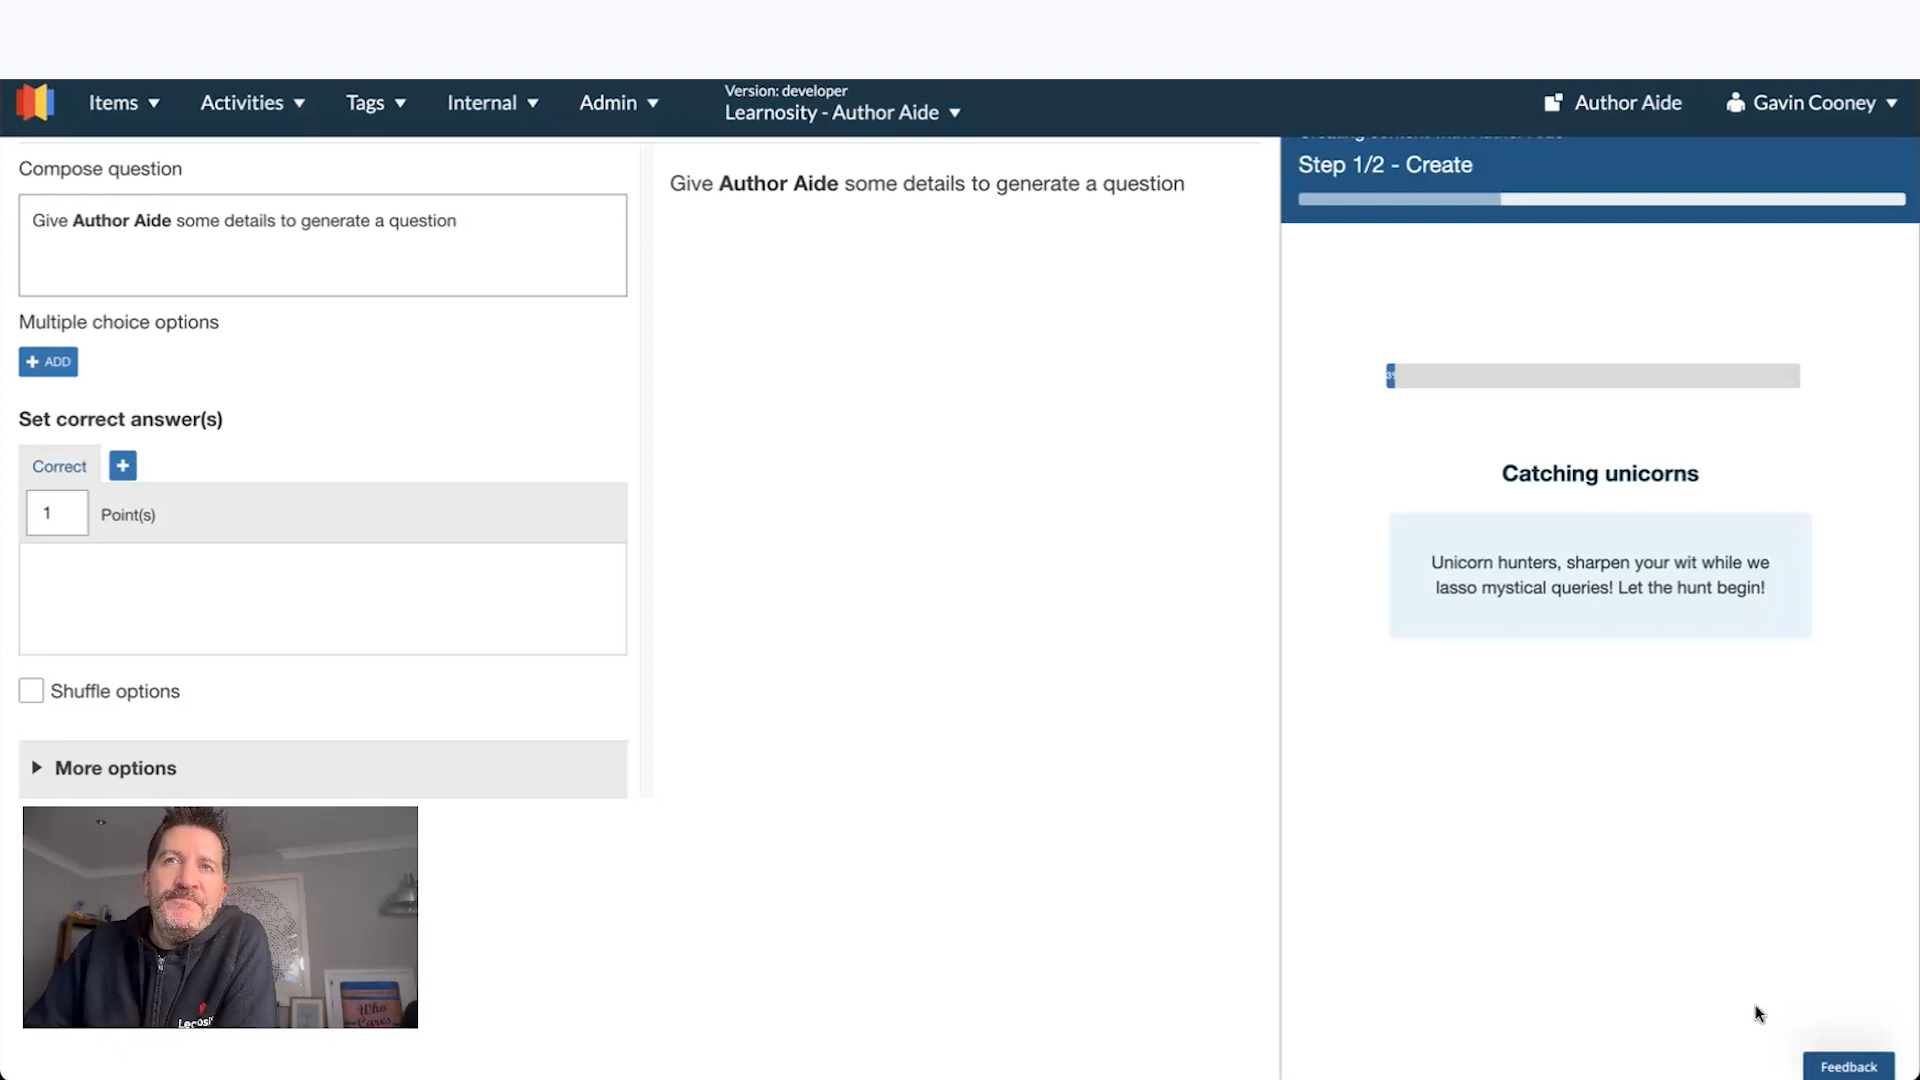 Items
Activities
Tags
Internal
Admin
Version: developer
Learnosity - Author Aide
Author Aide
Gavin Cooney
Compose question
Give Author Aide some details to generate a question
Multiple choice options
+ ADD
Set correct answer(s)
Correct
+
1
Point(s)
Shuffle options
More options
Who
Cares
Give Author Aide some details to generate a question
Step 1/2 - Create
Catching unicorns
Unicorn hunters, sharpen your wit while we
lasso mystical queries! Let the hunt begin!
Feedback